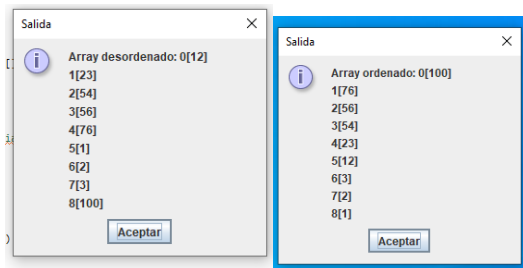 Salida
Array desordenado: 0[12]
1[23]
2[54]
3[56]
4[76]
5[1]
6[2]
7[3]
8[100]
Aceptar
Salida
Array ordenado: 0[100]
1[76]
2[56]
3[54]
4[23]
5[12]
6[3]
7[2]
8[1]
Aceptar